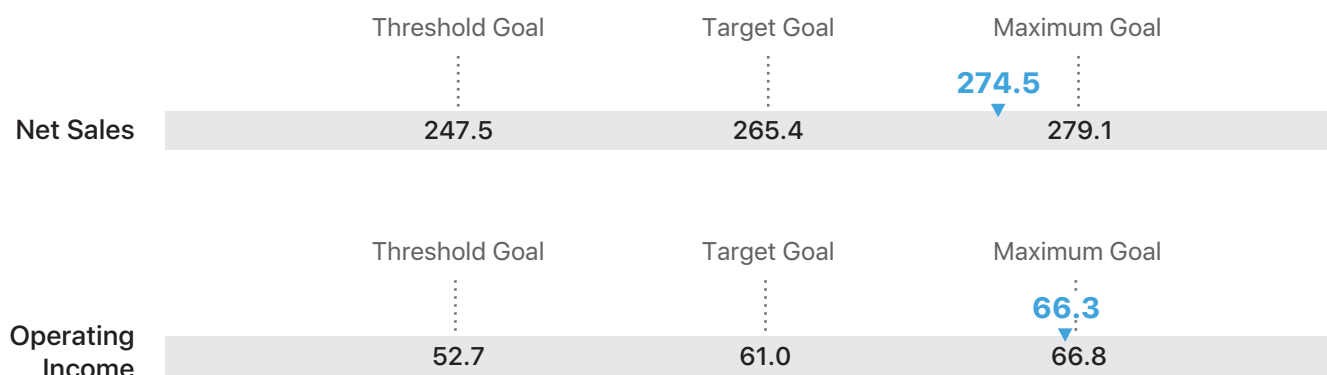 Threshold Goal Target Goal Maximum Goal
274.5
Net Sales 247.5 265.4 279.1
Threshold Goal Target Goal Maximum Goal
66.3
Operating
Income
52.7 61.0 66.8